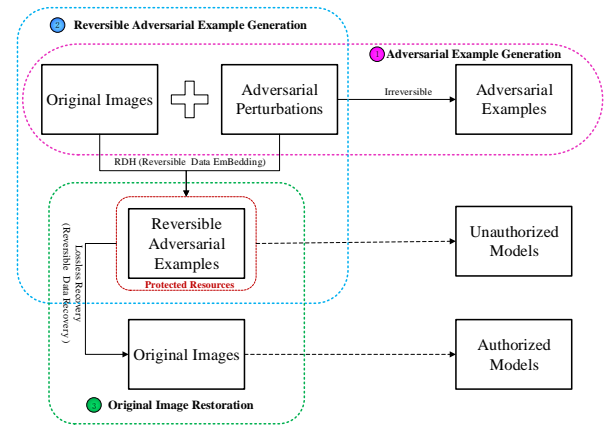 2 Reversible Adversarial Example Generation
1 Adversarial Example Generation
Original Images
Adversarial
Perturbations
Irreversible
Adversarial
Examples
RDH (Reversible Data EmBedding)
Reversible
Adversarial
Examples
Protected Resources
Unauthorized
Models
Lossless Recovery
(Reversible Data Recovery )
Original Images
Authorized
Models
3 Original Image Restoration